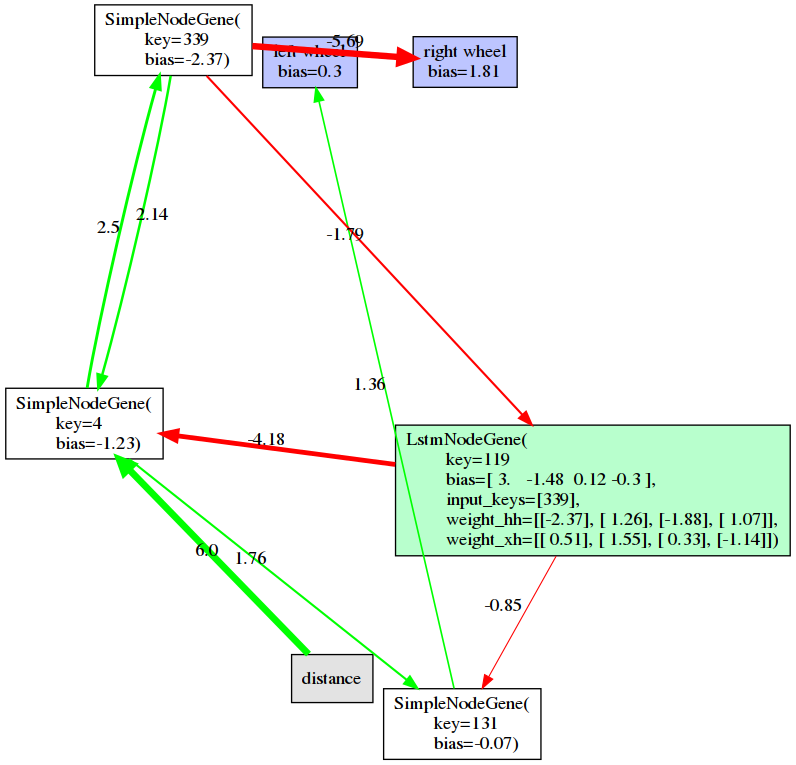 SimpleNodeGene(
key=339
bias=-2.37)
-5.69
left wheel
bias=0.3
right wheel
bias=1.81
2.5
2.14
-1.79
1.36
SimpleNodeGene(
key=4
bias=-1.23)
-4.18
LstmNodeGene(
key=119
bias=[ 3.   -1.48  0.12 -0.3 ],
input_keys=[339],
weight_hh=[[-2.37], [ 1.26], [-1.88], [ 1.07]],
weight_xh=[[ 0.51], [ 1.55], [ 0.33], [-1.14]])
6.0
1.76
-0.85
distance
SimpleNodeGene(
key=131
bias=-0.07)